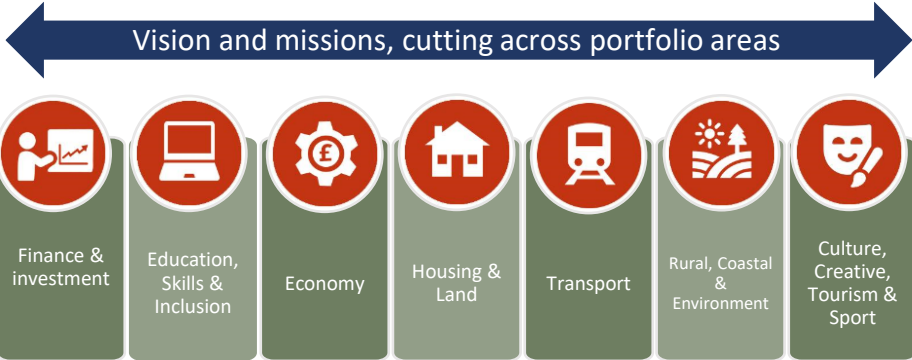 Vision and missions, cutting across portfolio areas
£
Finance &
investment
Education,
Skills &
Inclusion
Economy
Housing &
Land
Transport
Rural, Coastal
&
Environment
Culture,
Creative,
Tourism &
Sport